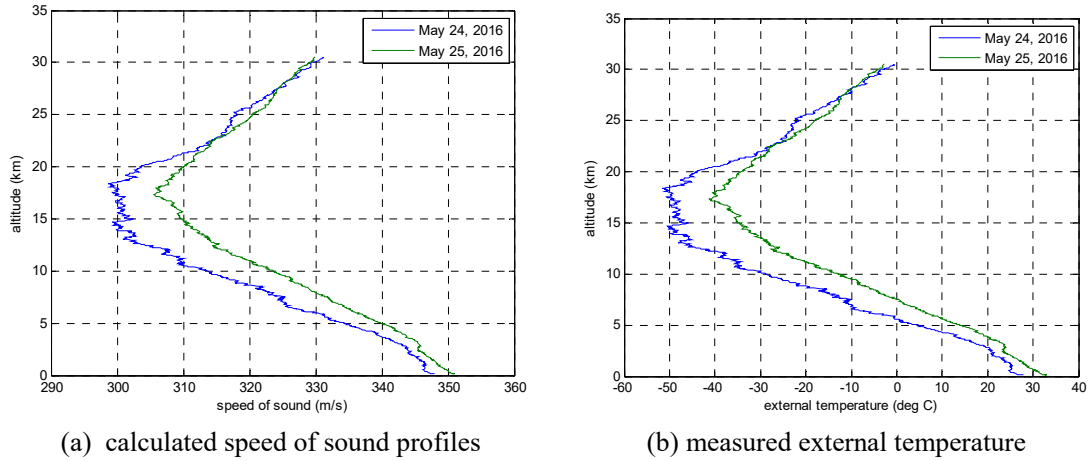 35
30
25
20
15
10
5
0
altitude (km)
290 300 310 320 330 340 350 360
speed of sound (m/s)
May 24, 2016
May 25, 2016
(a) calculated speed of sound profiles
35
30
25
20
15
10
5
0
altitude (km)
-60 -50 -40 -30 -20 -10 0 10 20 30 40
external temperature (deg C)
May 24, 2016
May 25, 2016
(b) measured external temperature